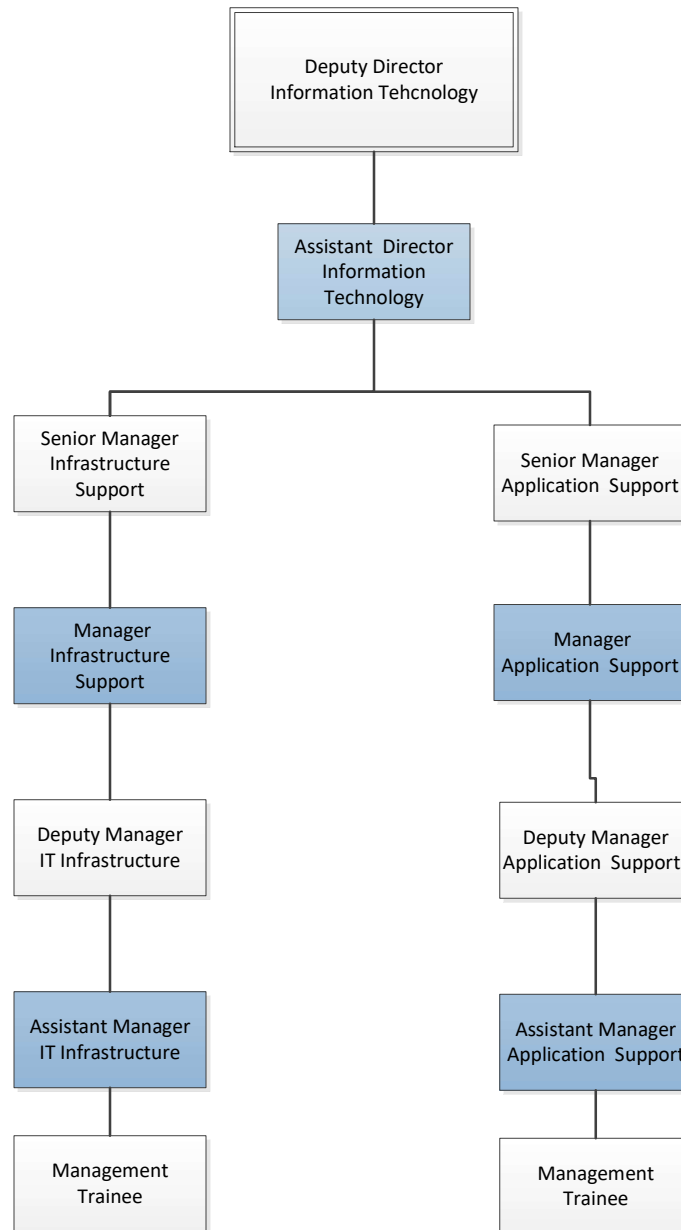 Deputy Director
Information Tehcnology
Assistant Director
Information
Technology
Senior Manager
Infrastructure
Support
Senior Manager
Application Support
Manager
Infrastructure
Support
Manager
Application Support
Deputy Manager
IT Infrastructure
Deputy Manager
Application Support
Assistant Manager
IT Infrastructure
Assistant Manager
Application Support
Management
Trainee
Management
Trainee